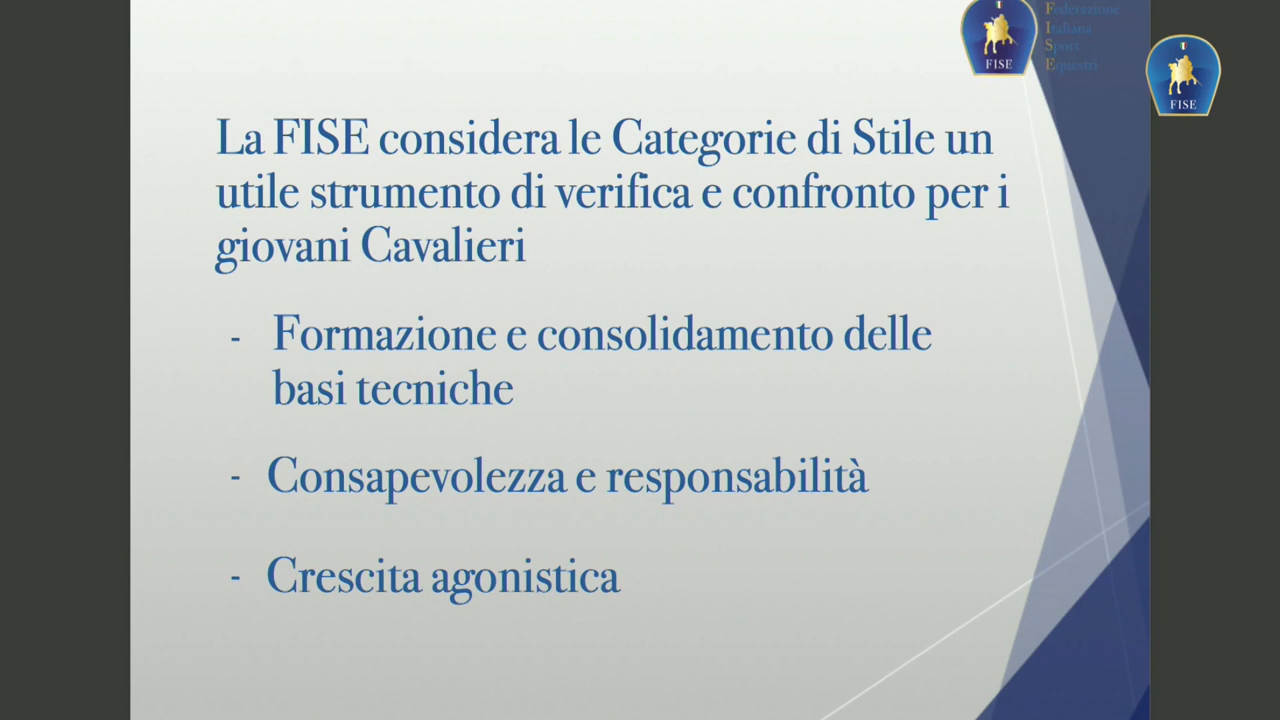 Federazione
Italiana
Sport
Equestri
FISE
FISE
La FISE considera le Categorie di Stile un
utile strumento di verifica e confronto per i
giovani Cavalieri
- Formazione e consolidamento delle
basi tecniche
- Consapevolezza e responsabilità
- Crescita agonistica